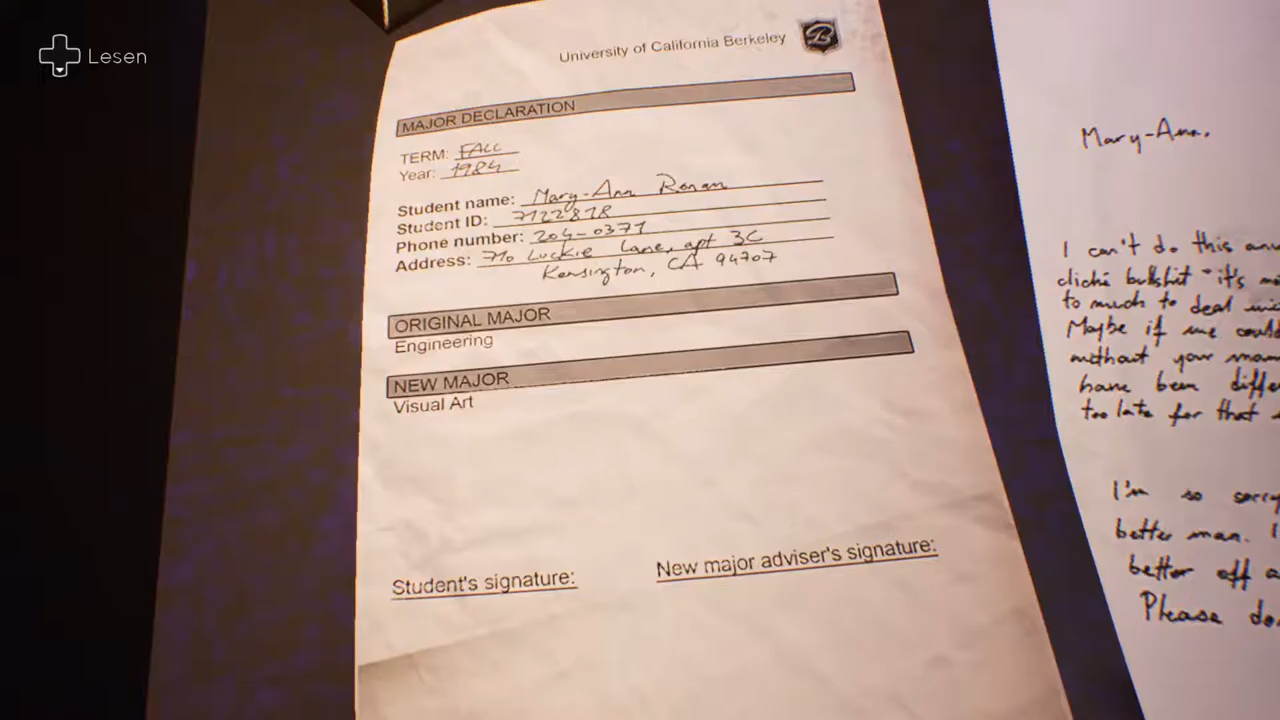 Lesen
University of California Berkeley
MAJOR DECLARATION
TERM: FALL
Year: 1984
Student name: Mary-Ann Ronan
Student ID: 7122818
Phone number: 204-0371
Address: 710 Luckie Lane, apt 3C
Kensington, CA 94707
ORIGINAL MAJOR
Engineering
NEW MAJOR
Visual Art
Student's signature:
New major adviser's signature:
Mary-Ann,
I can't do this
cliché bullshit "it's
to much to deal
Maybe if we
without your
have been
too late for that
I'm so
better man.
better off
Please